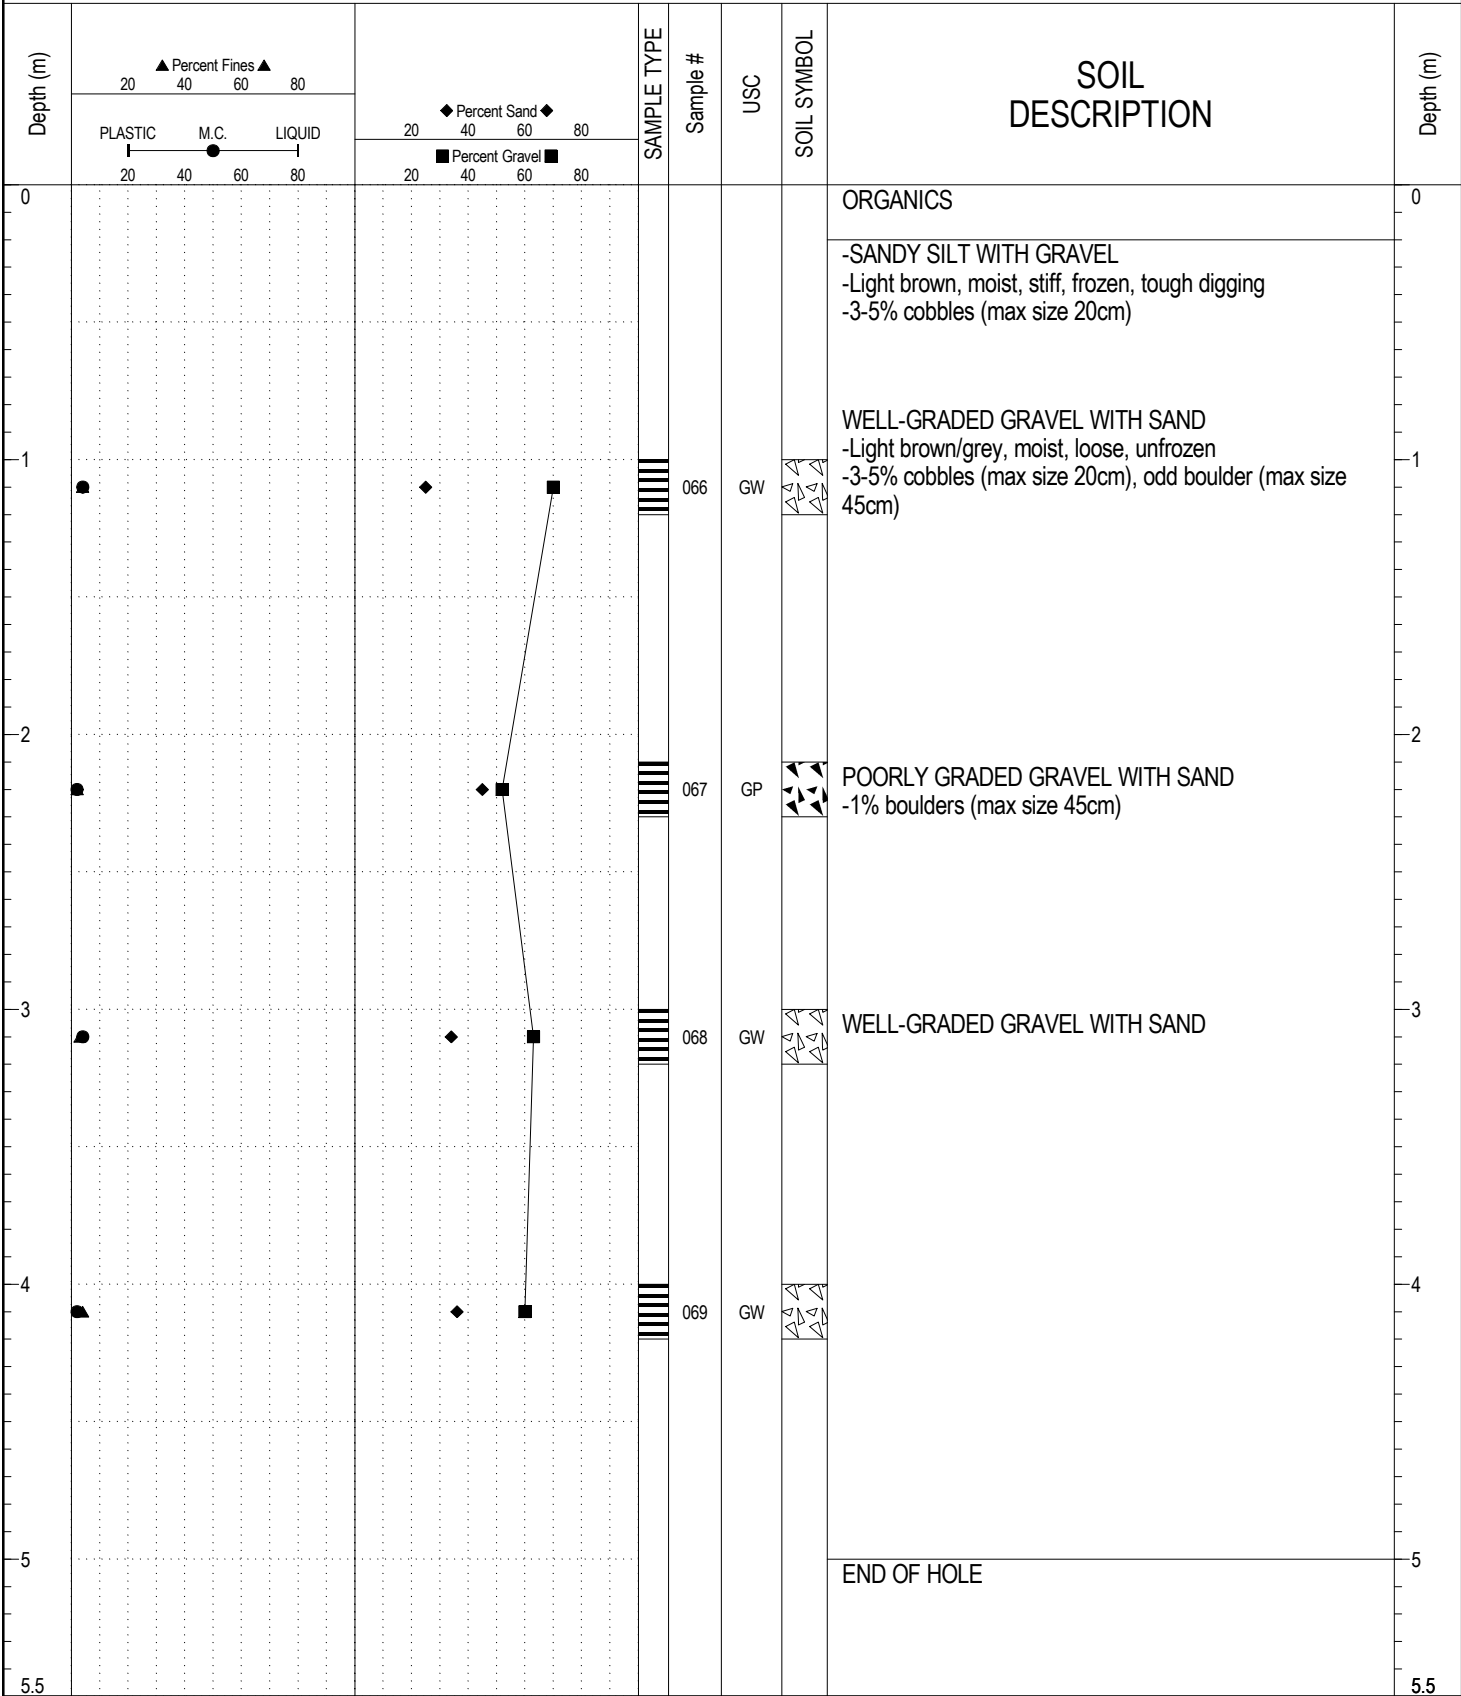 Depth (m)
▲ Percent Fines ▲
20 40 60 80
PLASTIC M.C. LIQUID
20 40 60 80
◆ Percent Sand ◆
20 40 60 80
■ Percent Gravel ■
20 40 60 80
SAMPLE TYPE
Sample #
USC
SOIL SYMBOL
SOIL
DESCRIPTION
Depth (m)
0 0
ORGANICS
-SANDY SILT WITH GRAVEL
-Light brown, moist, stiff, frozen, tough digging
-3-5% cobbles (max size 20cm)
WELL-GRADED GRAVEL WITH SAND
-Light brown/grey, moist, loose, unfrozen
1 1
-3-5% cobbles (max size 20cm), odd boulder (max size
066 GW
45cm)
2 2
POORLY GRADED GRAVEL WITH SAND
067 GP
-1% boulders (max size 45cm)
3 3
WELL-GRADED GRAVEL WITH SAND
068 GW
4 4
069 GW
5 5
END OF HOLE
5.5 5.5